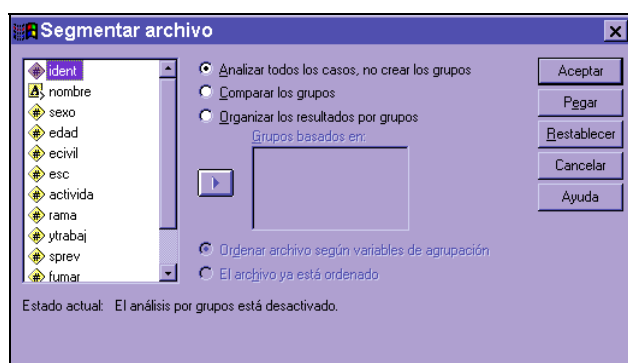 Segmentar archivo
ident
nombre
sexo
edad
ecivil
esc
activida
rama
ytrabaj
sprev
fumar
Analizar todos los casos, no crear los grupos
Comparar los grupos
Organizar los resultados por grupos
Grupos basados en:
Ordenar archivo según variables de agrupación
El archivo ya está ordenado
Aceptar
Pegar
Restablecer
Cancelar
Ayuda
Estado actual: El análisis por grupos está desactivado.